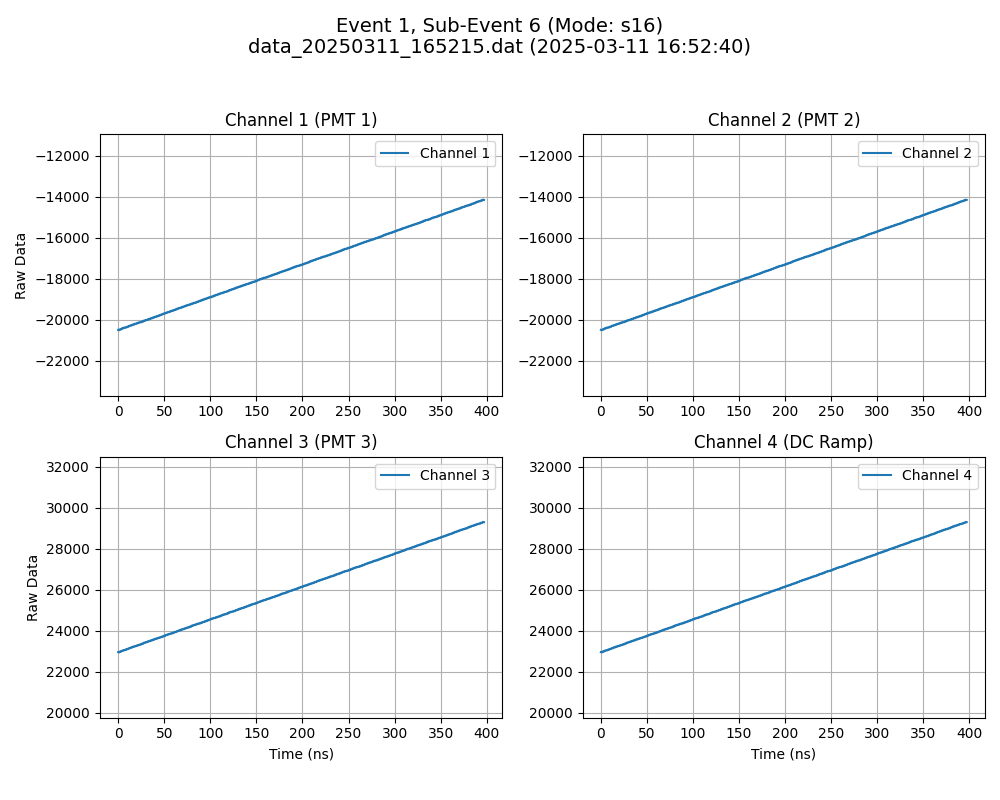 Event 1, Sub-Event 6 (Mode: s16)
data_20250311_165215.dat (2025-03-11 16:52:40)
Channel 1 (PMT 1)
Channel 1
Raw Data
−12000
−14000
−16000
−18000
−20000
−22000
0 50 100 150 200 250 300 350 400
Channel 2 (PMT 2)
Channel 2
−12000
−14000
−16000
−18000
−20000
−22000
0 50 100 150 200 250 300 350 400
Channel 3 (PMT 3)
Channel 3
Raw Data
32000
30000
28000
26000
24000
22000
20000
0 50 100 150 200 250 300 350 400
Time (ns)
Channel 4 (DC Ramp)
Channel 4
32000
30000
28000
26000
24000
22000
20000
0 50 100 150 200 250 300 350 400
Time (ns)